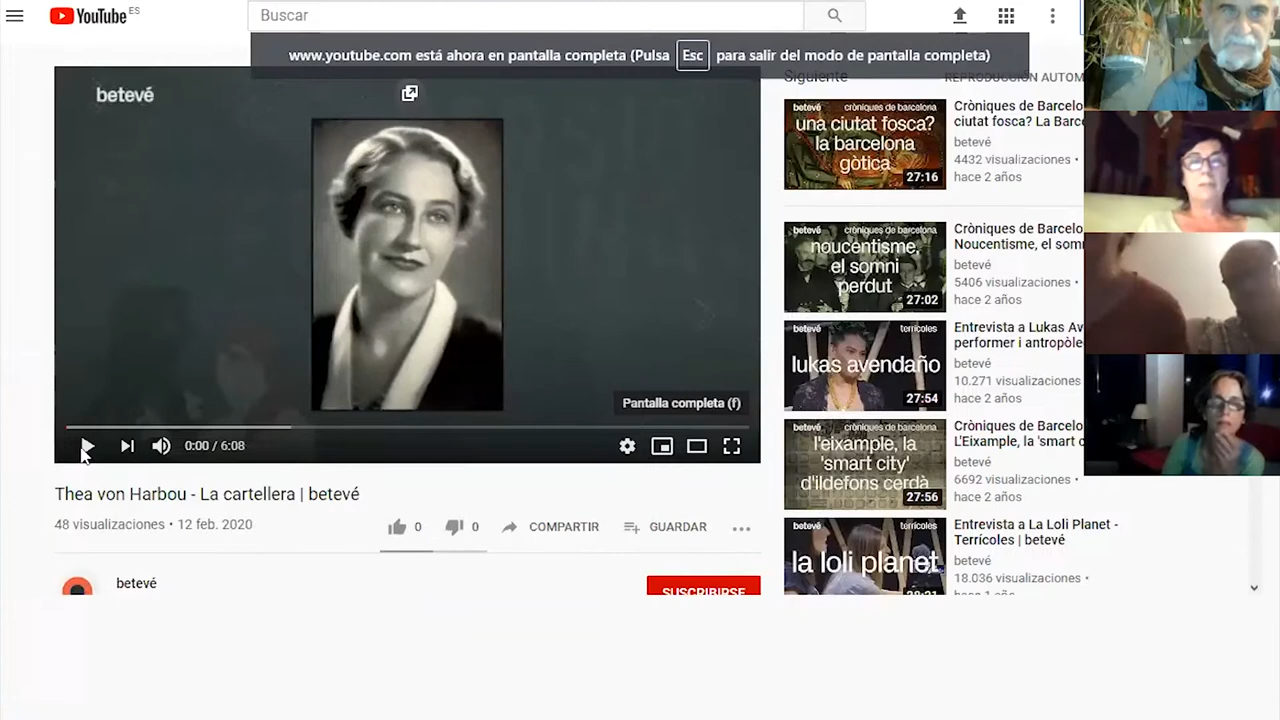 YouTube ES
Buscar
www.youtube.com está ahora en pantalla completa (Pulsa Esc para salir del modo de pantalla completa)
betevé
Pantalla completa (f)
0:00 / 6:08
Thea von Harbou - La cartellera | betevé
48 visualizaciones • 12 feb. 2020
0
0
COMPARTIR
GUARDAR
betevé
SUSCRIBIRSE
Siguiente
REPRODUCCIÓN AUTOM
betevé cròniques de barcelona
una ciutat fosca?
la barcelona
gòtica
27:16
Cròniques de Barcelo
ciutat fosca? La Barc
betevé
4432 visualizaciones •
hace 2 años
betevé cròniques de barcelona
noucentisme,
el somni
perdut
27:02
Cròniques de Barcelo
Noucentisme, el som
betevé
5406 visualizaciones •
hace 2 años
betevé terrícoles
lukas avendaño
27:54
Entrevista a Lukas Av
performer i antropòle
betevé
10.271 visualizaciones
hace 2 años
betevé cròniques de barcelona
l'eixample, la
'smart city'
d'ildefons cerdà
27:56
Cròniques de Barcelo
L'Eixample, la 'smart c
betevé
6692 visualizaciones •
hace 2 años
betevé terrícoles
la loli planet
Entrevista a La Loli Planet -
Terrícoles | betevé
betevé
18.036 visualizaciones •
hace 1 año